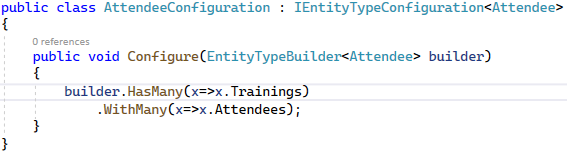 public class AttendeeConfiguration : IEntityTypeConfiguration<Attendee>
{
0 references
public void Configure(EntityTypeBuilder<Attendee> builder)
{
builder.HasMany(x=>x.Trainings)
.WithMany(x=>x.Attendees);
}
}